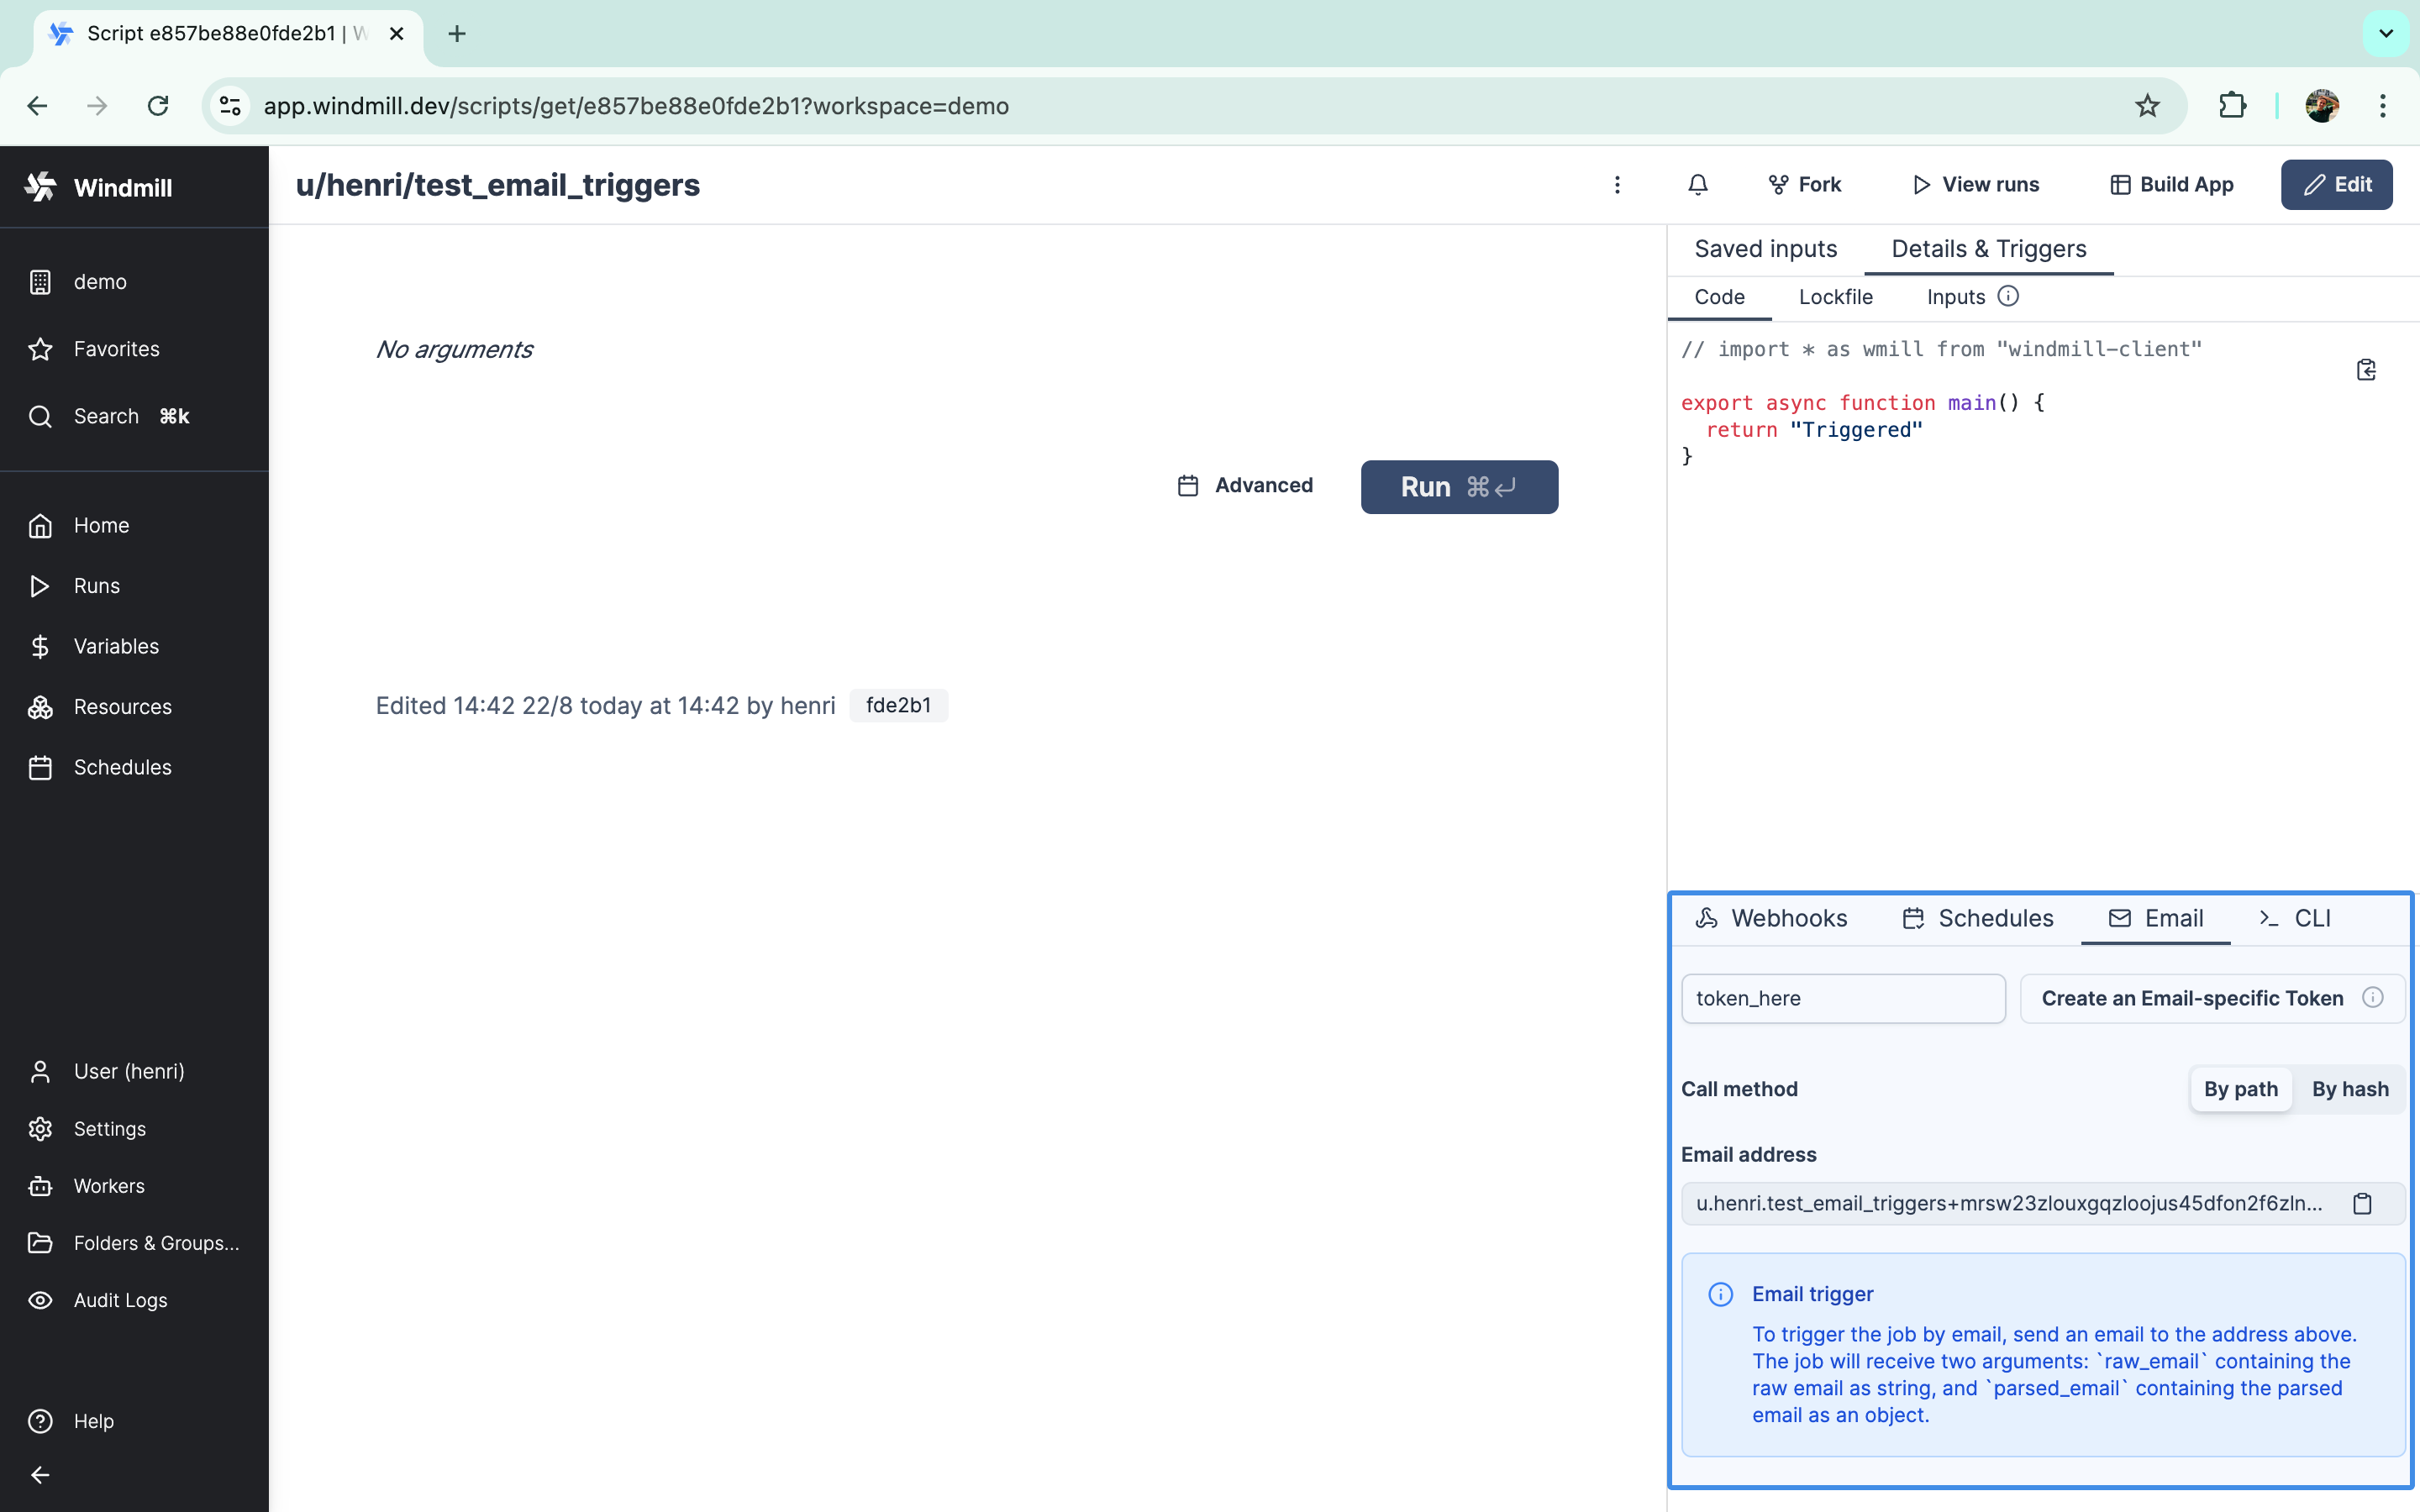 Script e857be88e0fde2b1 | W
app.windmill.dev/scripts/get/e857be88e0fde2b1?workspace=demo
Windmill
demo
Favorites
Search ⌘k
Home
Runs
Variables
Resources
Schedules
User (henri)
Settings
Workers
Folders & Groups...
Audit Logs
Help
u/henri/test_email_triggers
Fork
View runs
Build App
Edit
No arguments
Advanced
Run ⌘
Edited 14:42 22/8 today at 14:42 by henri fde2b1
Saved inputs
Details & Triggers
Code
Lockfile
Inputs
// import * as wmill from "windmill-client"
export async function main() {
return "Triggered"
}
Webhooks
Schedules
Email
CLI
token_here
Create an Email-specific Token
Call method
By path
By hash
Email address
u.henri.test_email_triggers+mrsw23zlouxgqzloojus45dfon2f6zln...
Email trigger
To trigger the job by email, send an email to the address above.
The job will receive two arguments: `raw_email` containing the
raw email as string, and `parsed_email` containing the parsed
email as an object.